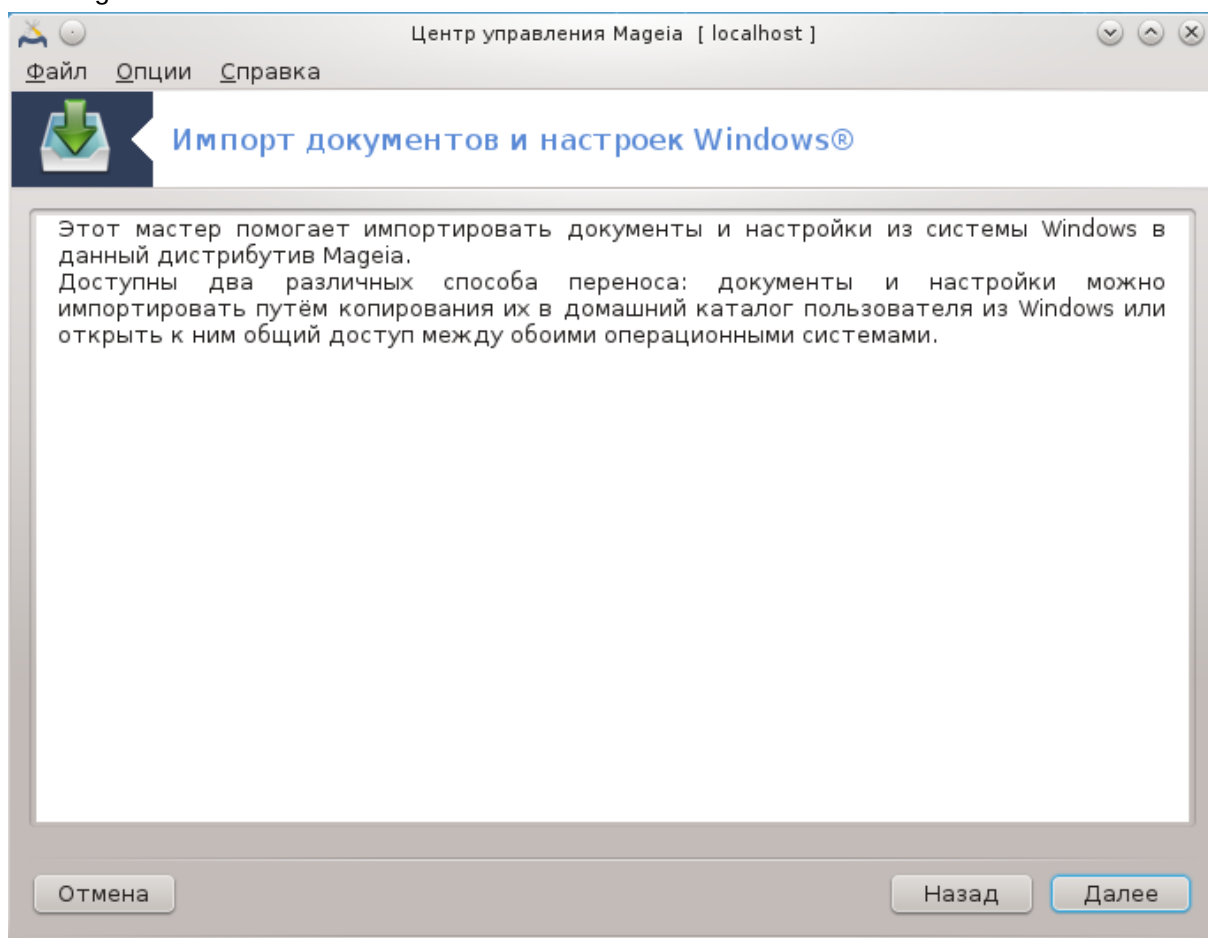 Центр управления Mageia [ localhost ]
Файл Опции Справка
Импорт документов и настроек Windows®
Этот мастер помогает импортировать документы и настройки из системы Windows в
данный дистрибутив Mageia.
Доступны два различных способа переноса: документы и настройки можно
импортировать путём копирования их в домашний каталог пользователя из Windows или
открыть к ним общий доступ между обоими операционными системами.
Отмена Назад Далее